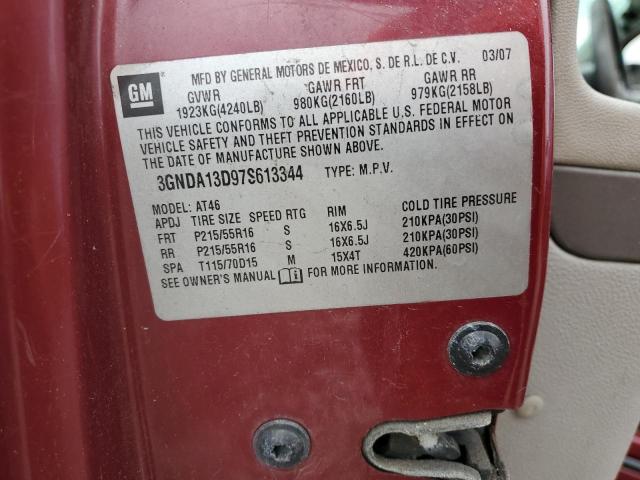 GM
MFD BY GENERAL MOTORS DE MEXICO, S. DE R.L. DE C.V. 03/07
GVWR GAWR FRT GAWR RR
1923KG(4240LB) 980KG(2160LB) 979KG(2158LB)
THIS VEHICLE CONFORMS TO ALL APPLICABLE U.S. FEDERAL MOTOR
VEHICLE SAFETY AND THEFT PREVENTION STANDARDS IN EFFECT ON
THE DATE OF MANUFACTURE SHOWN ABOVE.
3GNDA13D97S613344 TYPE: M.P.V.
MODEL: AT46
APDJ TIRE SIZE SPEED RTG RIM COLD TIRE PRESSURE
FRT P215/55R16 S 16X6.5J 210KPA(30PSI)
RR P215/55R16 S 16X6.5J 210KPA(30PSI)
SPA T115/70D15 M 15X4T 420KPA(60PSI)
SEE OWNER'S MANUAL FOR MORE INFORMATION.